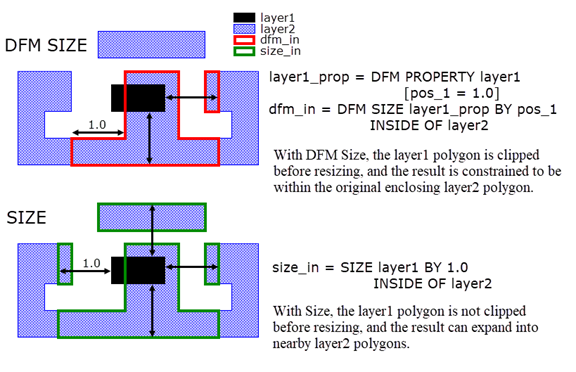 layer1
layer2
dfm_in
size_in
DFM SIZE
1.0
layer1_prop = DFM PROPERTY layer1
[pos_1 = 1.0]
dfm_in = DFM SIZE layer1_prop BY pos_1
INSIDE OF layer2
With DFM Size, the layer1 polygon is clipped
before resizing, and the result is constrained to be
within the original enclosing layer2 polygon.
SIZE
1.0
size_in = SIZE layer1 BY 1.0
INSIDE OF layer2
With Size, the layer1 polygon is not clipped
before resizing, and the result can expand into
nearby layer2 polygons.